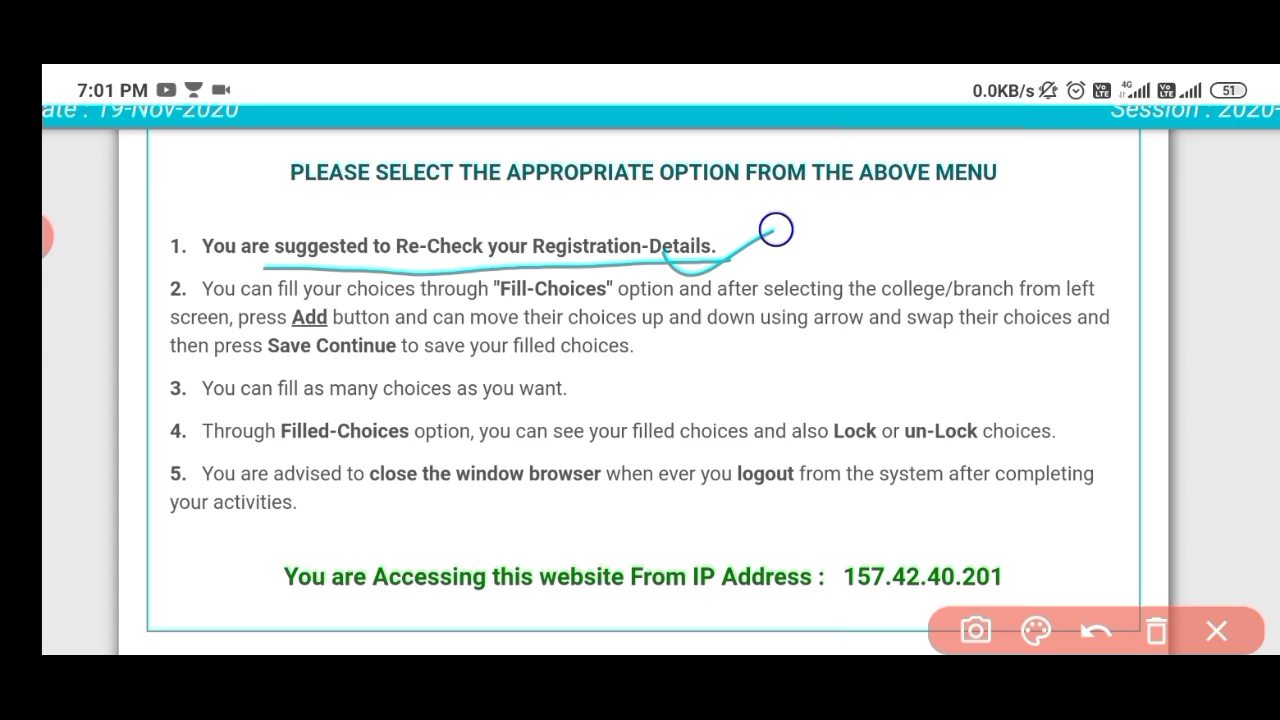 7:01 PM
0.0KB/s 4G Vo LTE Vo LTE 51
ate : 19-Nov-2020 Session : 2020-
PLEASE SELECT THE APPROPRIATE OPTION FROM THE ABOVE MENU
1. You are suggested to Re-Check your Registration-Details.
2. You can fill your choices through "Fill-Choices" option and after selecting the college/branch from left
screen, press Add button and can move their choices up and down using arrow and swap their choices and
then press Save Continue to save your filled choices.
3. You can fill as many choices as you want.
4. Through Filled-Choices option, you can see your filled choices and also Lock or un-Lock choices.
5. You are advised to close the window browser when ever you logout from the system after completing
your activities.
You are Accessing this website From IP Address : 157.42.40.201